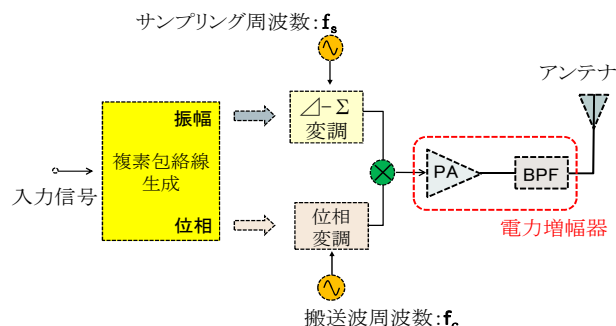 サンプリング周波数:fs
アンテナ
振幅
⊿-Σ
変調
複素包絡線
生成
PA
BPF
入力信号
位相
位相
変調
電力増幅器
搬送波周波数:fc